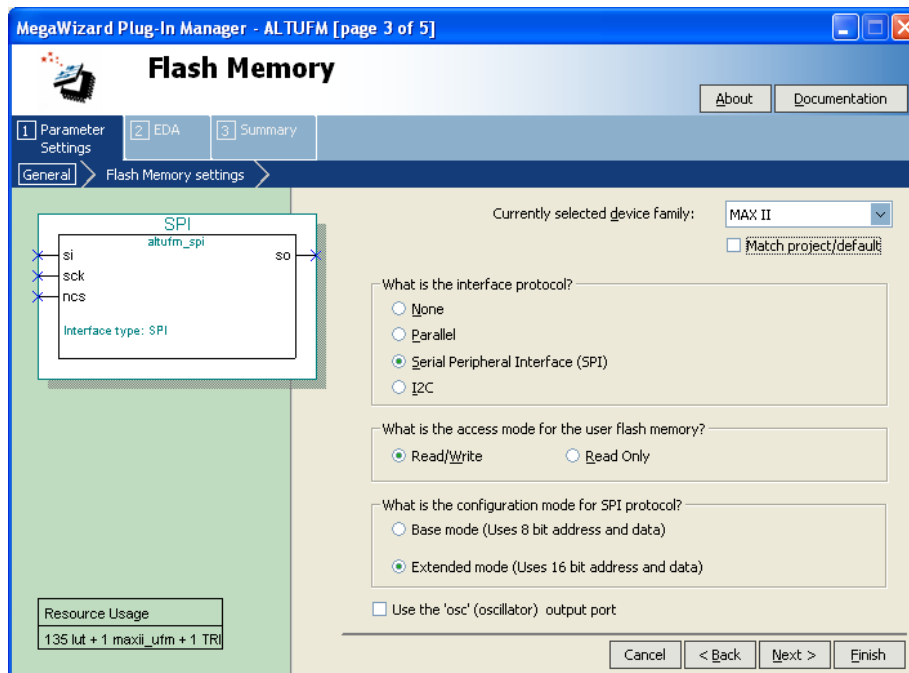 MegaWizard Plug-In Manager - ALTUFM [page 3 of 5]
Flash Memory
About
Documentation
1 Parameter Settings
2 EDA
3 Summary
General
Flash Memory settings
SPI
altufm_spi
si
so
sck
ncs
Interface type: SPI
Currently selected device family:
MAX II
Match project/default
What is the interface protocol?
None
Parallel
Serial Peripheral Interface (SPI)
I2C
What is the access mode for the user flash memory?
Read/Write
Read Only
What is the configuration mode for SPI protocol?
Base mode (Uses 8 bit address and data)
Extended mode (Uses 16 bit address and data)
Use the 'osc' (oscillator) output port
Resource Usage
135 lut + 1 maxii_ufm + 1 TRI
Cancel
< Back
Next >
Finish